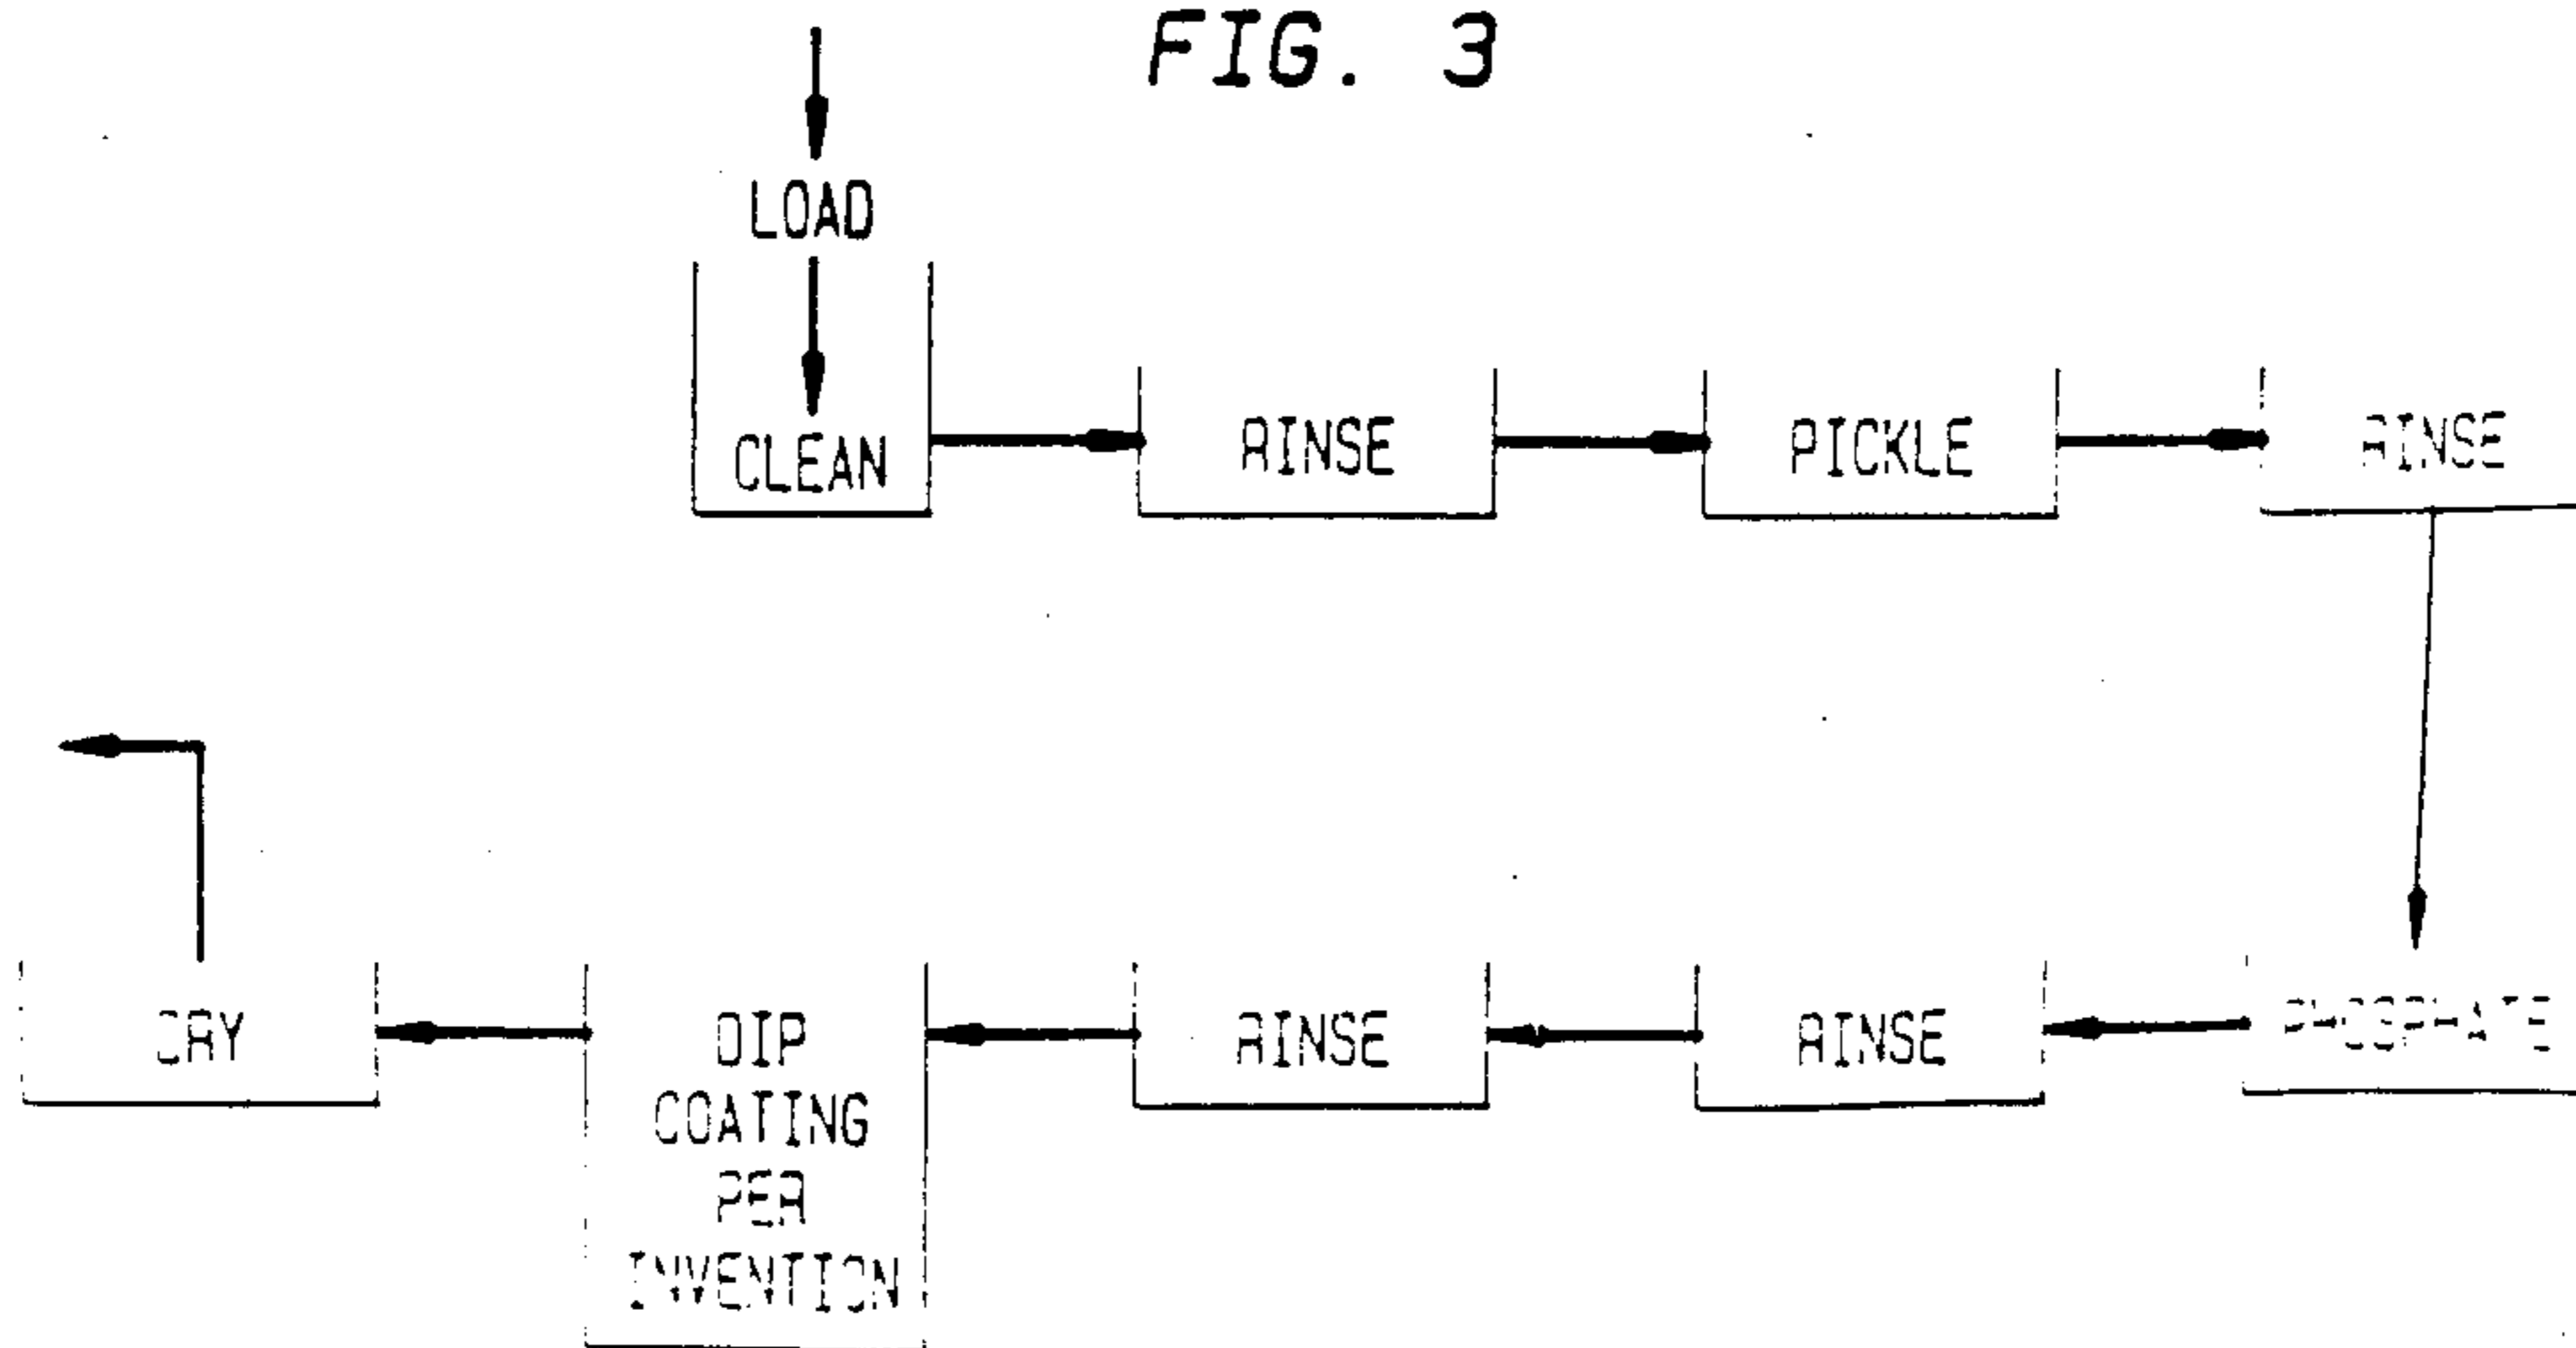 FIG. 3
LOAD
CLEAN
RINSE
PICKLE
RINSE
PHOSPHATE
RINSE
RINSE
DIP
COATING
PER
INVENTION
DRY